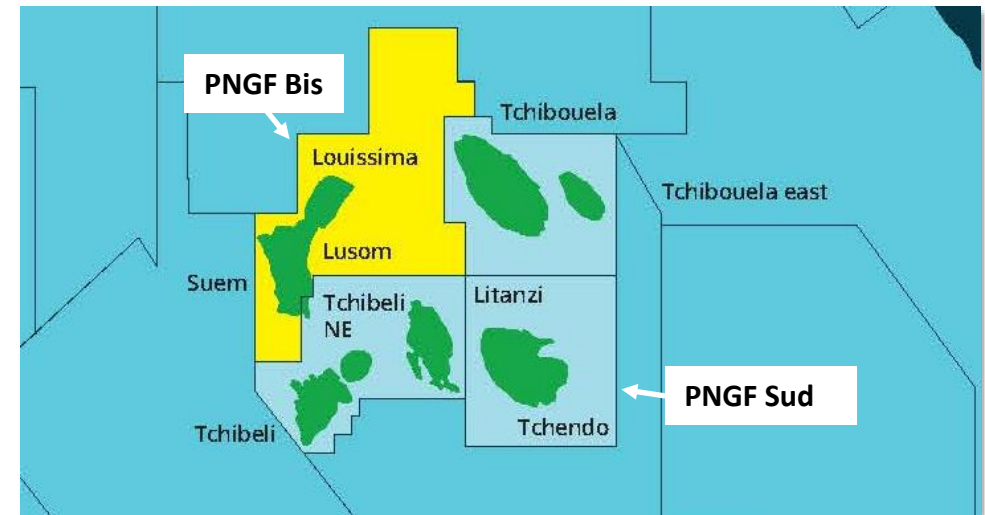 PNGF Bis
Tchibouela
Louissima
Tchibouela east
Lusom
Suem
Tchibeli
NE
Litanzi
PNGF Sud
Tchibeli
Tchendo